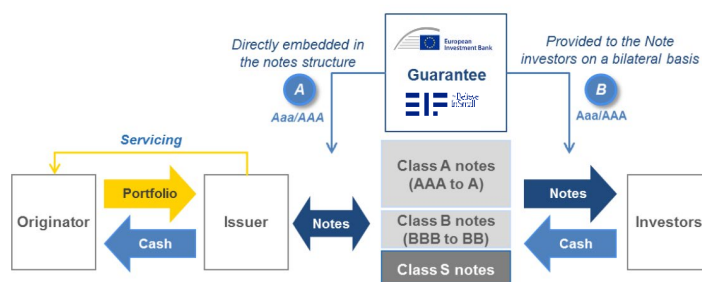 Directly embedded in
the notes structure
A
Aaa/AAA
European
Investment Bank
Guarantee
EIF
Provided to the Note
investors on a bilateral basis
B
Aaa/AAA
Servicing
Originator
Portfolio
Cash
Issuer
Notes
Class A notes
(AAA to A)
Class B notes
(BBB to BB)
Class S notes
Notes
Cash
Investors